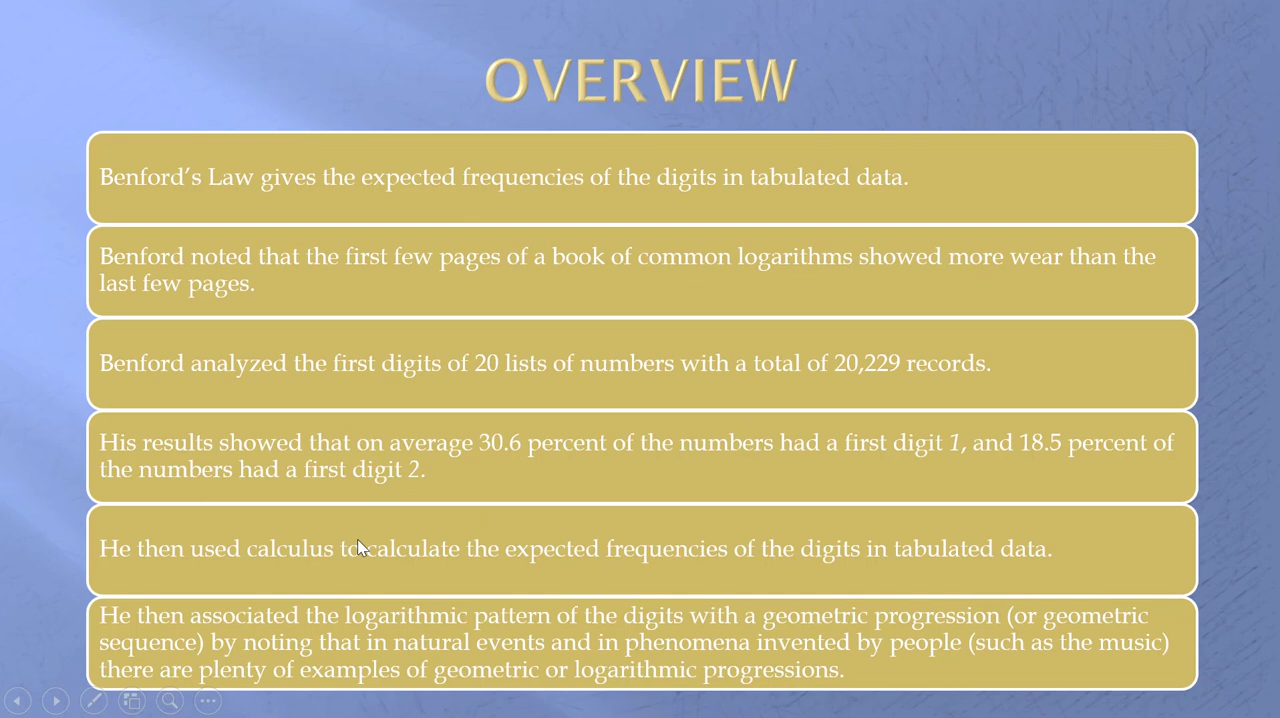 OVERVIEW
Benford’s Law gives the expected frequencies of the digits in tabulated data.
Benford noted that the first few pages of a book of common logarithms showed more wear than the
last few pages.
Benford analyzed the first digits of 20 lists of numbers with a total of 20,229 records.
His results showed that on average 30.6 percent of the numbers had a first digit 1, and 18.5 percent of
the numbers had a first digit 2.
He then used calculus to calculate the expected frequencies of the digits in tabulated data.
He then associated the logarithmic pattern of the digits with a geometric progression (or geometric
sequence) by noting that in natural events and in phenomena invented by people (such as the music)
there are plenty of examples of geometric or logarithmic progressions.